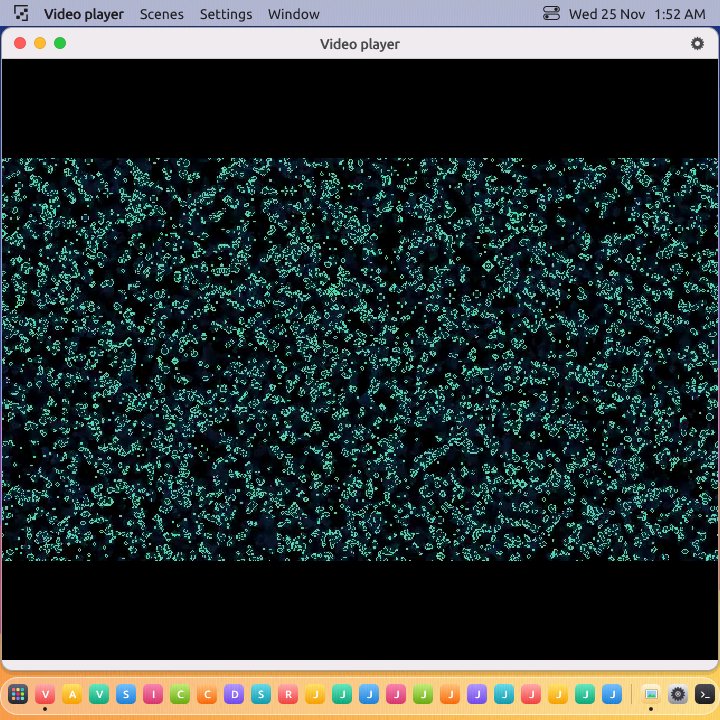 Video player Scenes Settings Window Wed 25 Nov 1:52 AM
Video player
V A V S I C C D S R J J J J J J J J J J J J